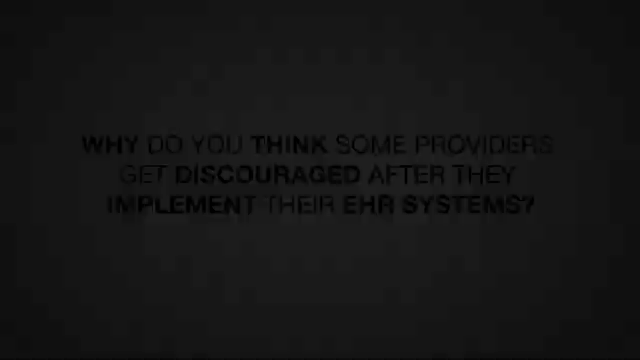 WHY DO YOU THINK SOME PROVIDERS
GET DISCOURAGED AFTER THEY
IMPLEMENT THEIR EHR SYSTEMS?